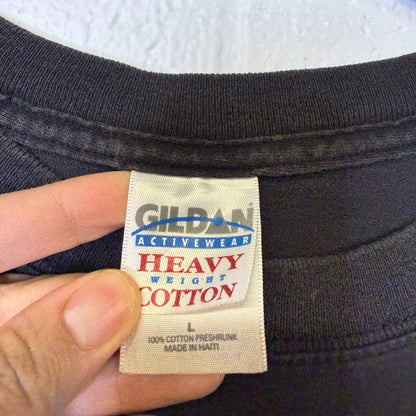 GILDAN
ACTIVEWEAR
HEAVY
WEIGHT
COTTON
L
100% COTTON PRESHRUNK
MADE IN HAITI